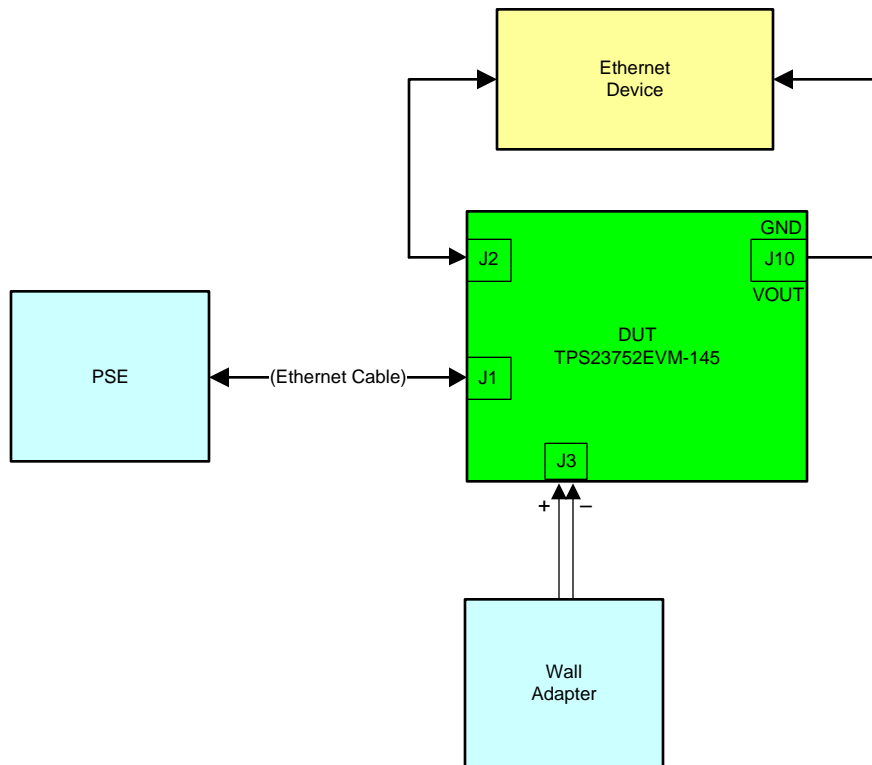 Ethernet
Device
GND
J2
J10
VOUT
DUT
TPS23752EVM-145
PSE
(Ethernet Cable)
J1
J3
+
–
Wall
Adapter